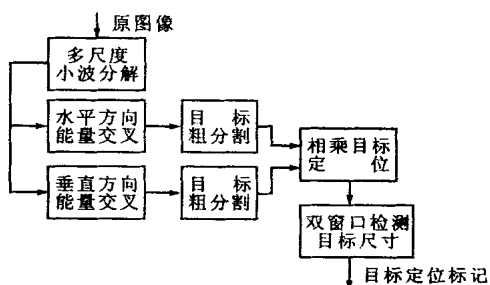 原图像
多尺度
小波分解
水平方向
能量交叉
目标
粗分割
垂直方向
能量交叉
目标
粗分割
相乘目标
定位
双窗口检测
目标尺寸
目标定位标记